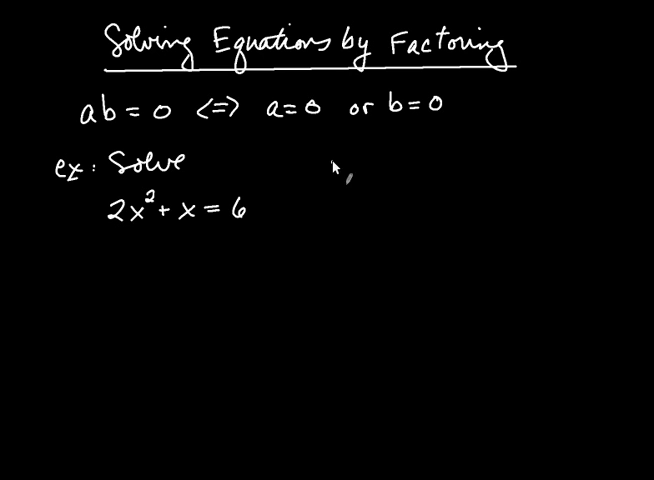 Solving Equations by Factoring
ab = 0 <=> a = 0 or b = 0
ex: Solve
2x² + x = 6